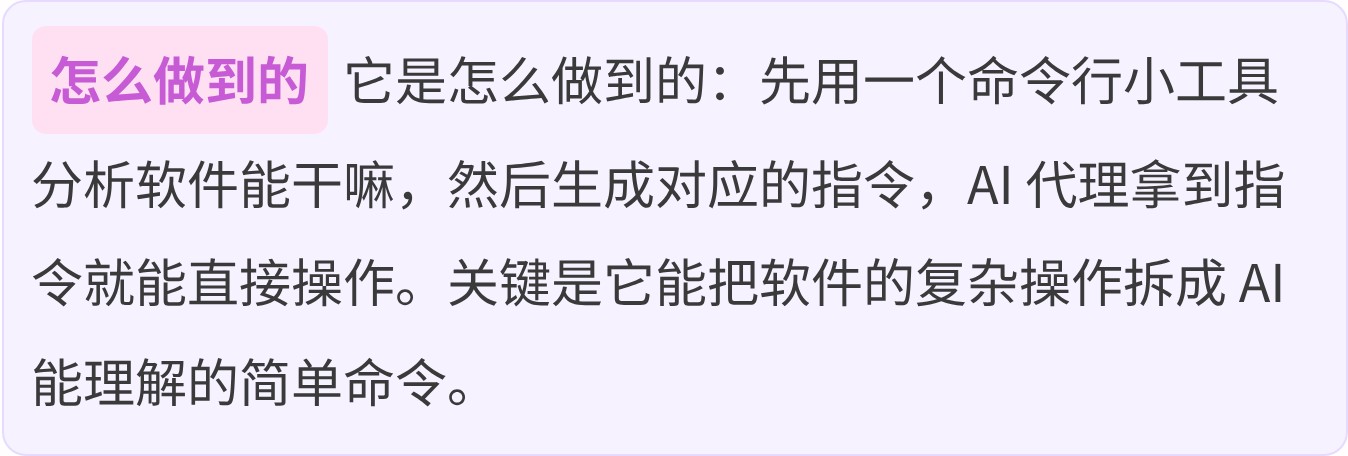 怎么做到的 它是怎么做到的：先用一个命令行小工具
分析软件能干嘛，然后生成对应的指令，AI 代理拿到指
令就能直接操作。关键是它能把软件的复杂操作拆成 AI
能理解的简单命令。